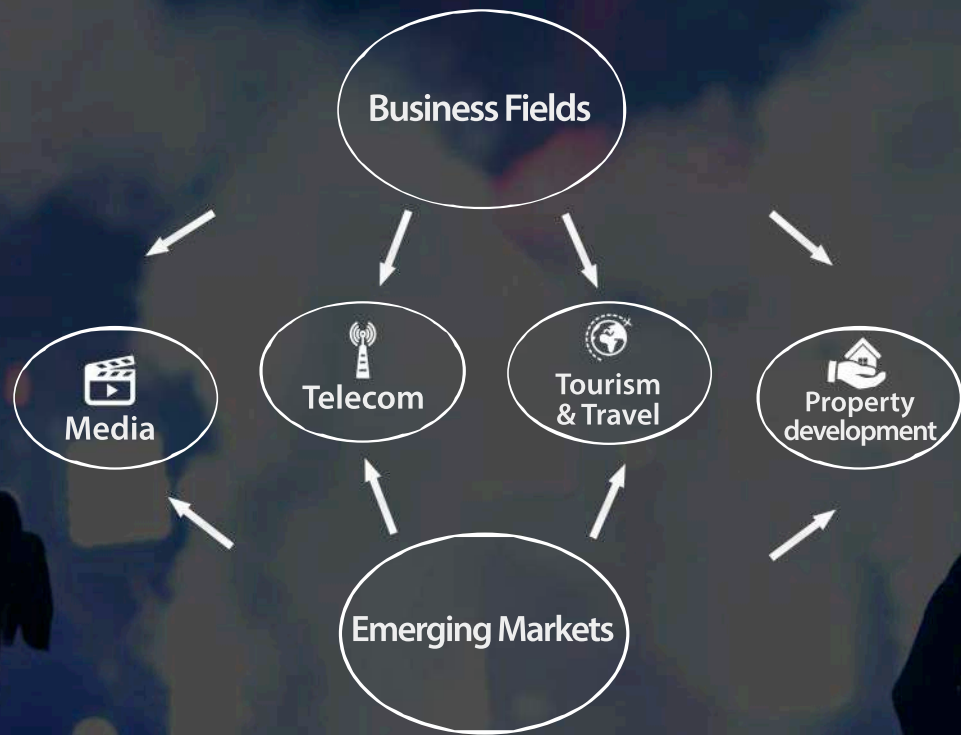 Business Fields
Media
Telecom
Tourism
& Travel
Property
development
Emerging Markets